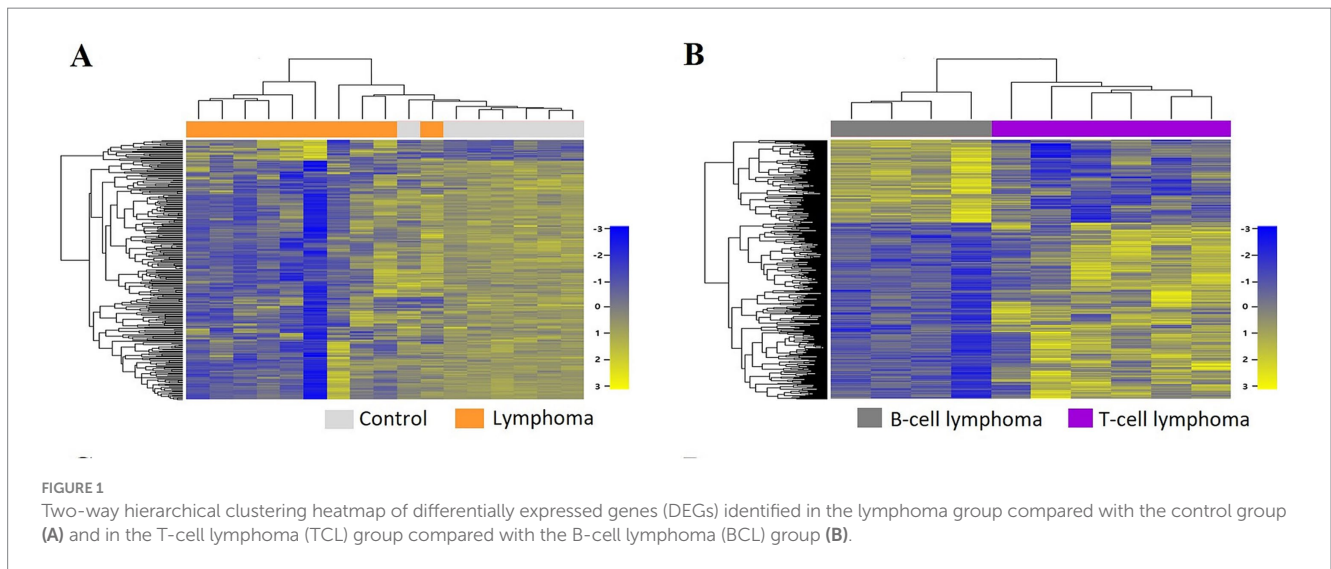 A
B
-3
-2
-1
0
1
2
3
-3
-2
-1
0
1
2
3
Control Lymphoma
B-cell lymphoma T-cell lymphoma
FIGURE 1
Two-way hierarchical clustering heatmap of differentially expressed genes (DEGs) identified in the lymphoma group compared with the control group
(A) and in the T-cell lymphoma (TCL) group compared with the B-cell lymphoma (BCL) group (B).